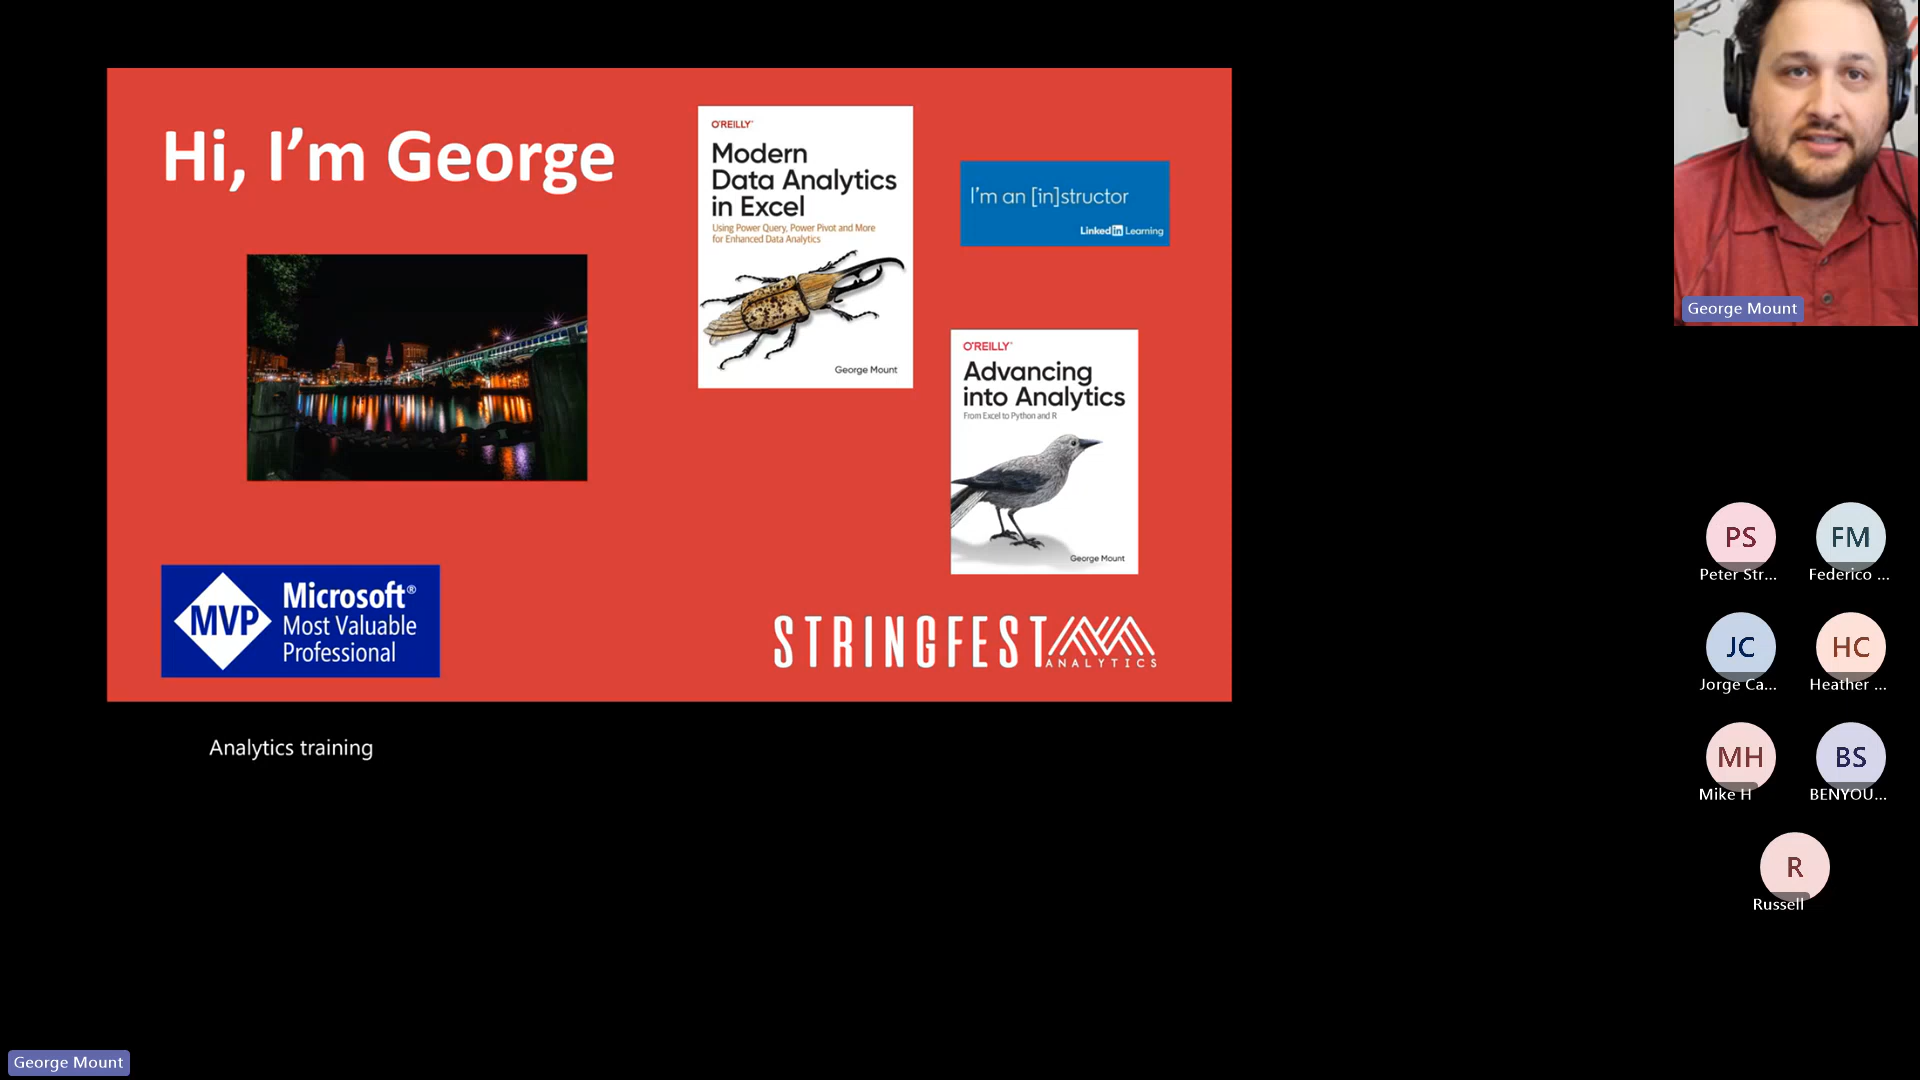 Hi, I’m George
O'REILLY®
Modern
Data Analytics
in Excel
Using Power Query, Power Pivot and More
for Enhanced Data Analytics
George Mount
I'm an [in]structor
Linked in Learning
O'REILLY®
Advancing
into Analytics
From Excel to Python and R
George Mount
MVP
Microsoft®
Most Valuable
Professional
STRINGFEST
ANALYTICS
Analytics training
George Mount
PS
Peter Str...
FM
Federico ...
JC
Jorge Ca...
HC
Heather ...
MH
Mike H
BS
BENYOU...
R
Russell
George Mount